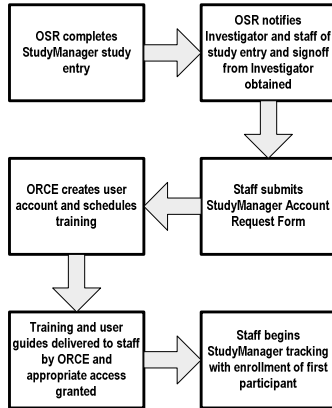 OSR completes
StudyManager study
entry
OSR notifies
Investigator and staff of
study entry and signoff
from Investigator
obtained
Staff submits
StudyManager Account
Request Form
ORCE creates user
account and schedules
training
Training and user
guides delivered to staff
by ORCE and
appropriate access
granted
Staff begins
StudyManager tracking
with enrollment of first
participant